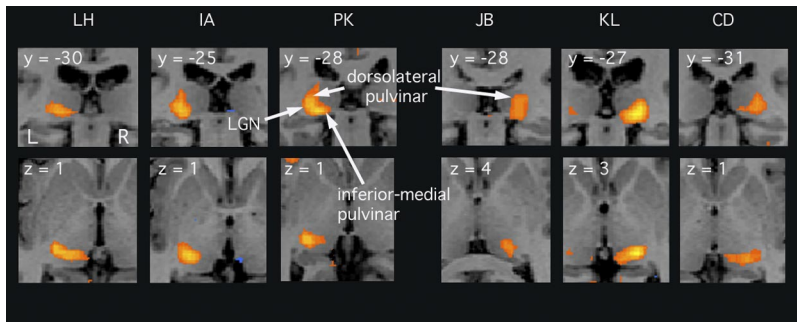 LH IA PK JB KL CD
y = -30 y = -25 y = -28 y = -28 y = -27 y = -31
dorsolateral
pulvinar
LGN
L R
z = 1 z = 1 z = 1 z = 4 z = 3 z = 1
inferior-medial
pulvinar